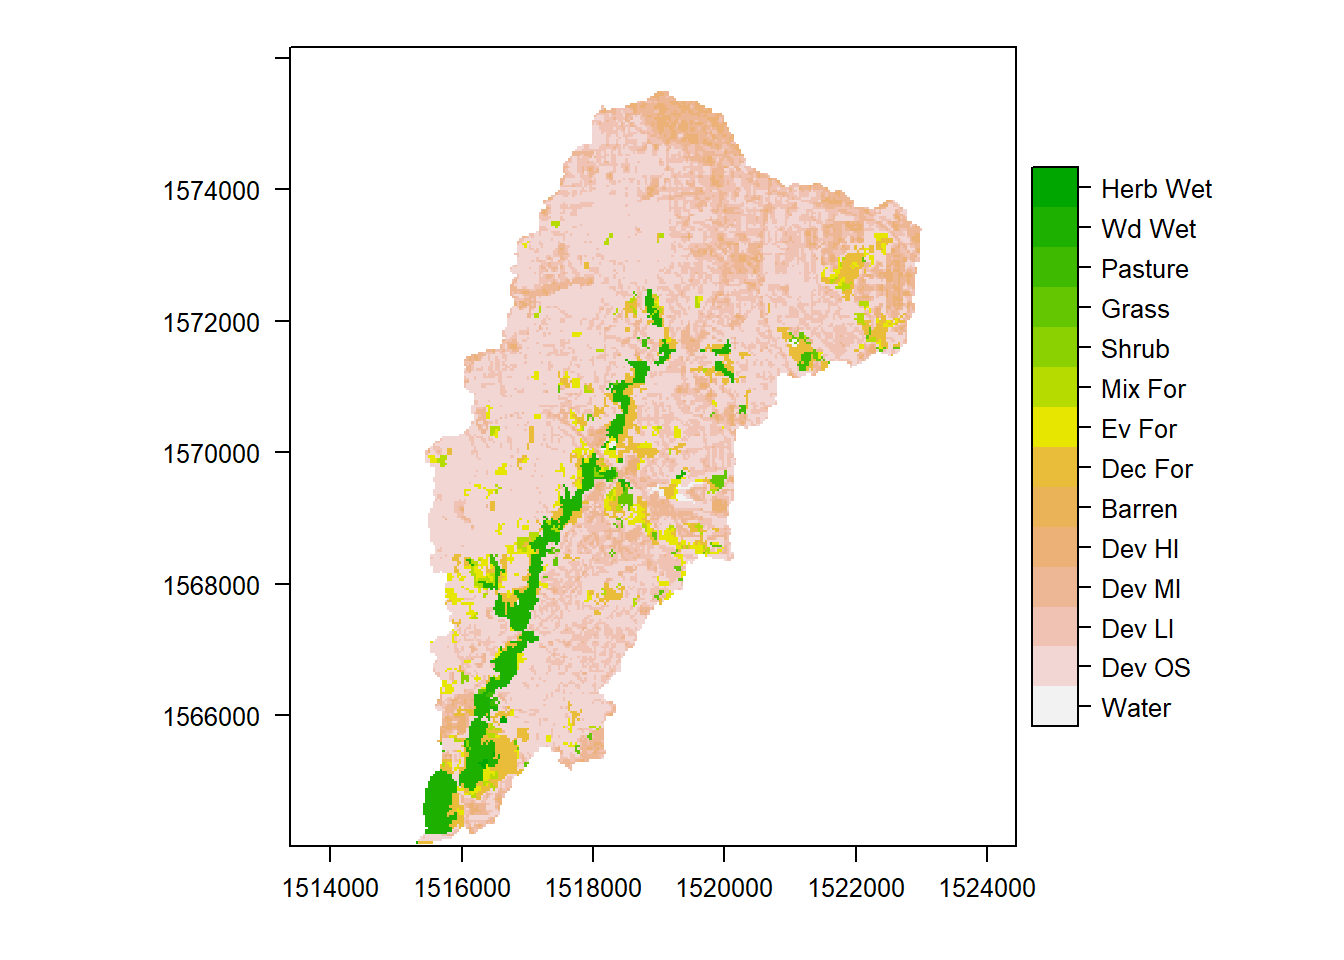 1574000
1572000
1570000
1568000
1566000
1514000 1516000 1518000 1520000 1522000 1524000
Herb Wet
Wd Wet
Pasture
Grass
Shrub
Mix For
Ev For
Dec For
Barren
Dev HI
Dev MI
Dev LI
Dev OS
Water